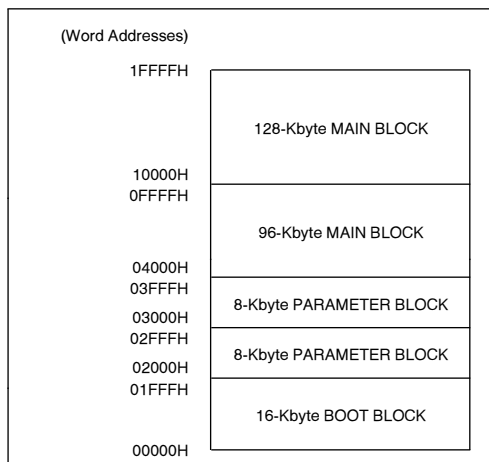 (Word Addresses)
1FFFFH
128-Kbyte MAIN BLOCK
10000H
0FFFFH
96-Kbyte MAIN BLOCK
04000H
03FFFH
8-Kbyte PARAMETER BLOCK
03000H
02FFFH
8-Kbyte PARAMETER BLOCK
02000H
01FFFH
16-Kbyte BOOT BLOCK
00000H